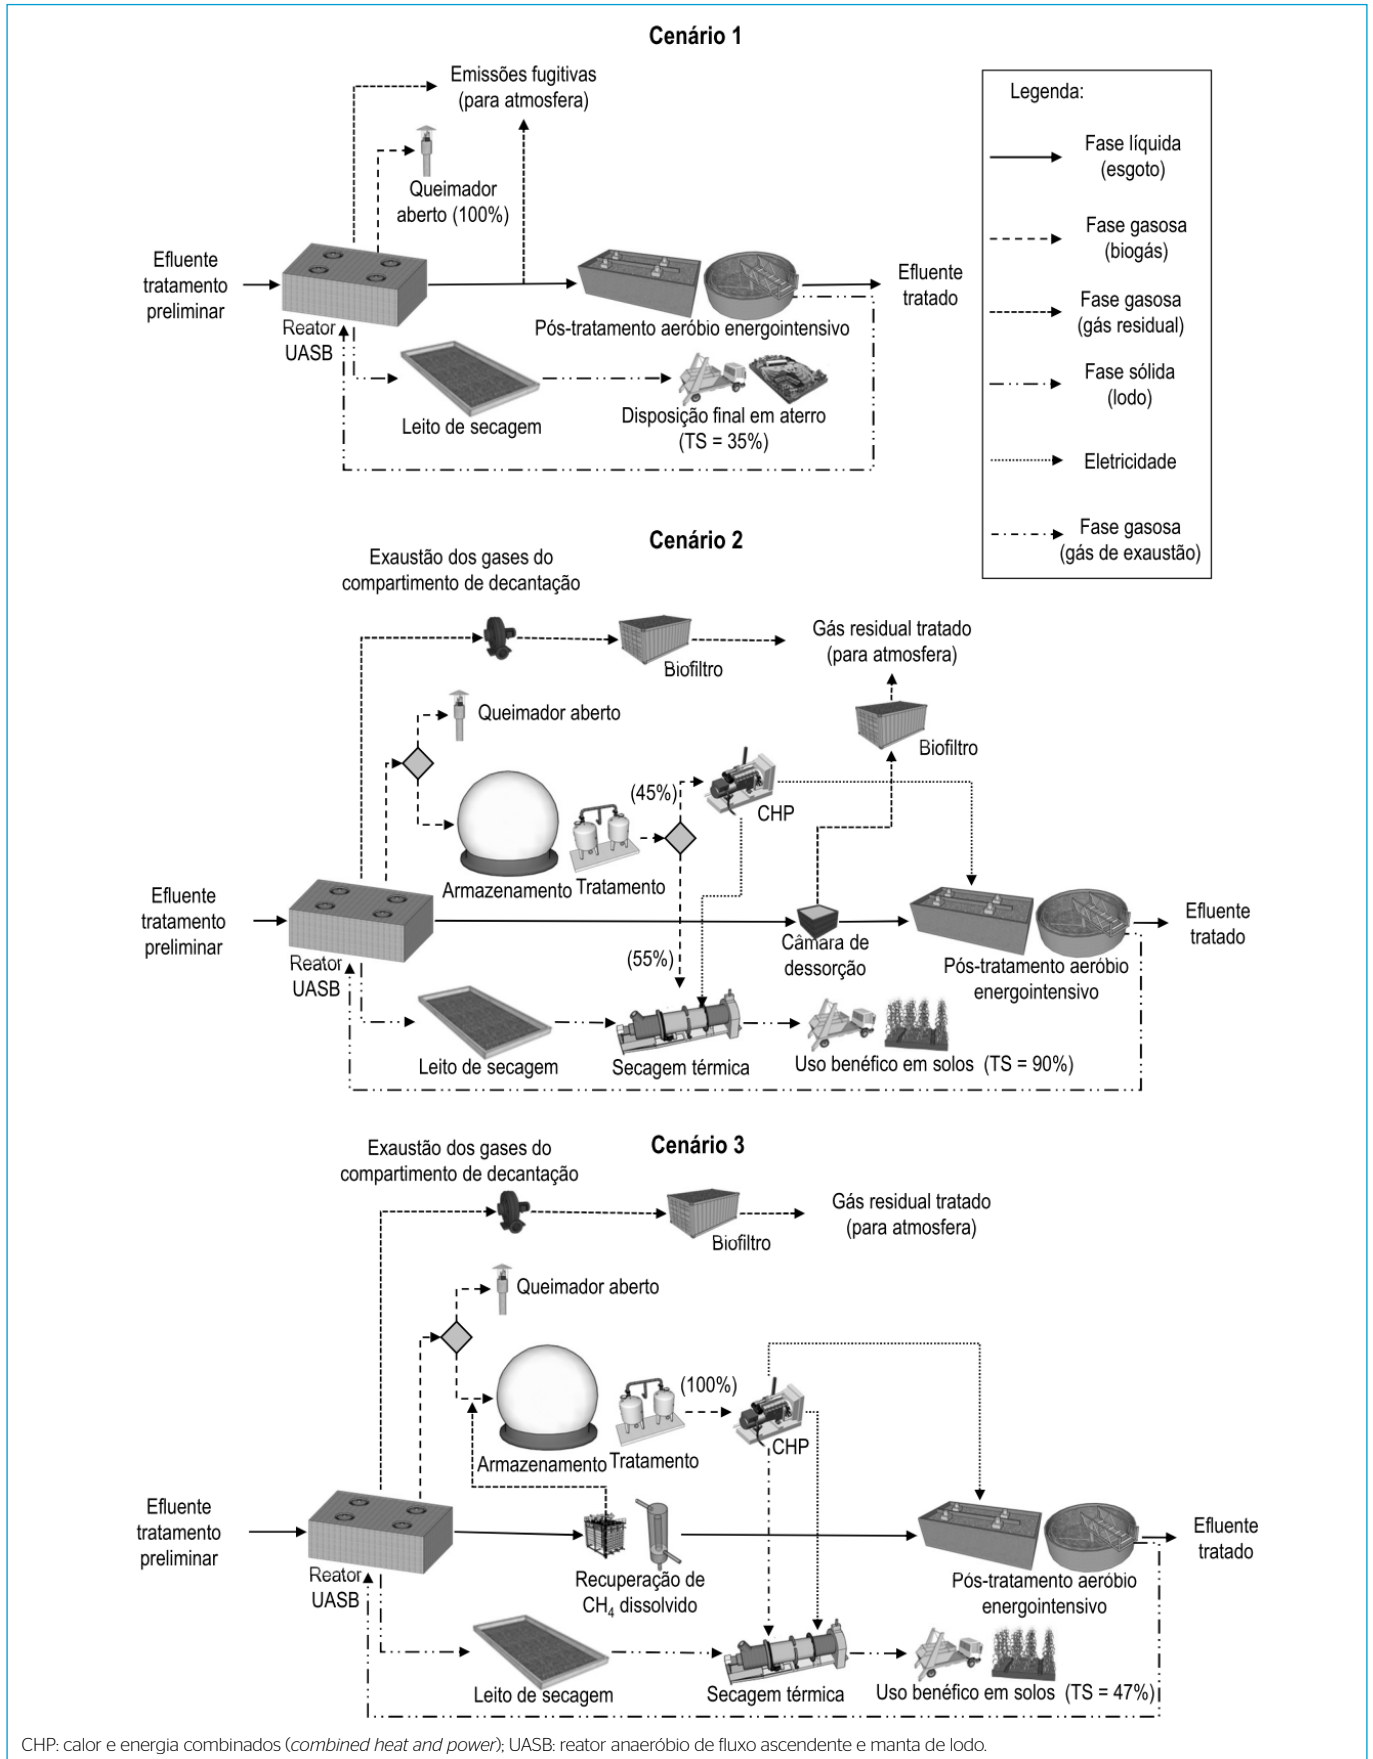 Cenário 1
Emissões fugitivas
(para atmosfera)
Queimador
aberto (100%)
Efluente
tratamento
preliminar
Reator
UASB
Pós-tratamento aeróbio energointensivo
Efluente
tratado
Leito de secagem
Disposição final em aterro
(TS = 35%)
Legenda:
Fase líquida
(esgoto)
Fase gasosa
(biogás)
Fase gasosa
(gás residual)
Fase sólida
(lodo)
Eletricidade
Fase gasosa
(gás de exaustão)
Cenário 2
Exaustão dos gases do
compartimento de decantação
Biofiltro
Gás residual tratado
(para atmosfera)
Queimador aberto
Biofiltro
(45%)
CHP
Armazenamento
Tratamento
Efluente
tratamento
preliminar
Reator
UASB
(55%)
Câmara de
dessorção
Pós-tratamento aeróbio
energointensivo
Efluente
tratado
Leito de secagem
Secagem térmica
Uso benéfico em solos (TS = 90%)
Cenário 3
Exaustão dos gases do
compartimento de decantação
Biofiltro
Gás residual tratado
(para atmosfera)
Queimador aberto
(100%)
CHP
Armazenamento
Tratamento
Efluente
tratamento
preliminar
Reator
UASB
Recuperação de
CH₄ dissolvido
Pós-tratamento aeróbio
energointensivo
Efluente
tratado
Leito de secagem
Secagem térmica
Uso benéfico em solos (TS = 47%)
CHP: calor e energia combinados (combined heat and power); UASB: reator anaeróbio de fluxo ascendente e manta de lodo.